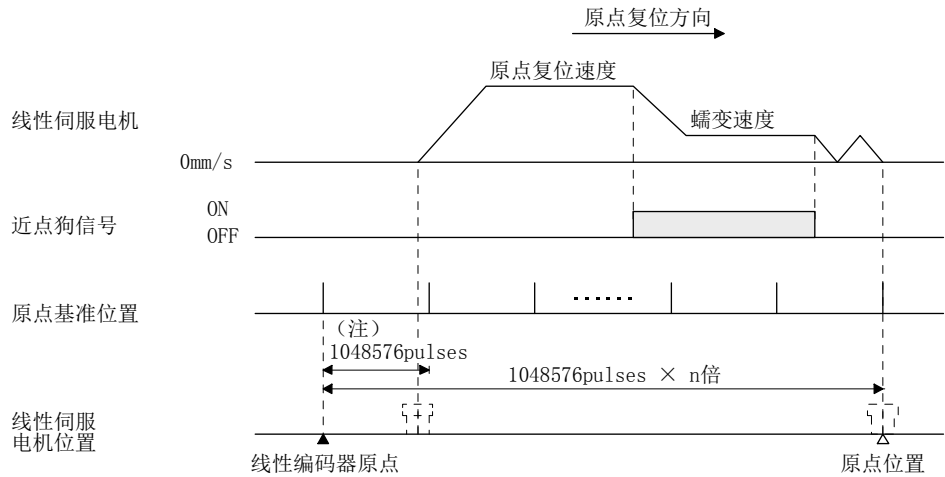 原点复位方向
原点复位速度
线性伺服电机
蠕变速度
0mm/s
ON
近点狗信号
OFF
原点基准位置
（注）
1048576pulses
1048576pulses × n倍
线性伺服
电机位置
线性编码器原点
原点位置